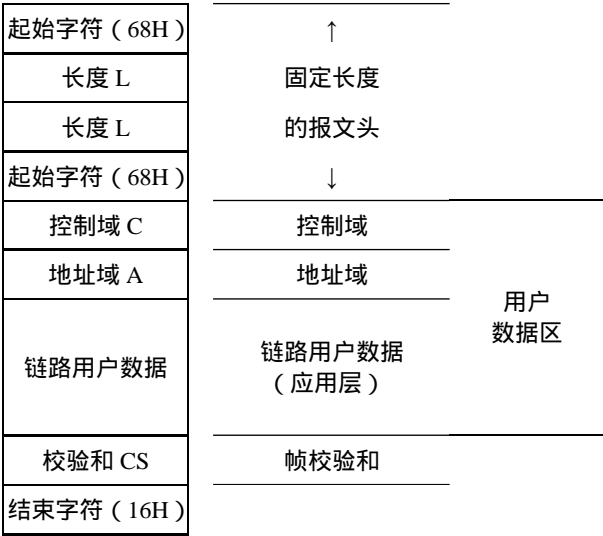 起始字符（68H） ↑
长度 L 固定长度
长度 L 的报文头
起始字符（68H） ↓
控制域 C 控制域
地址域 A 地址域
用户
数据区
链路用户数据
链路用户数据
（应用层）
校验和 CS 帧校验和
结束字符（16H）